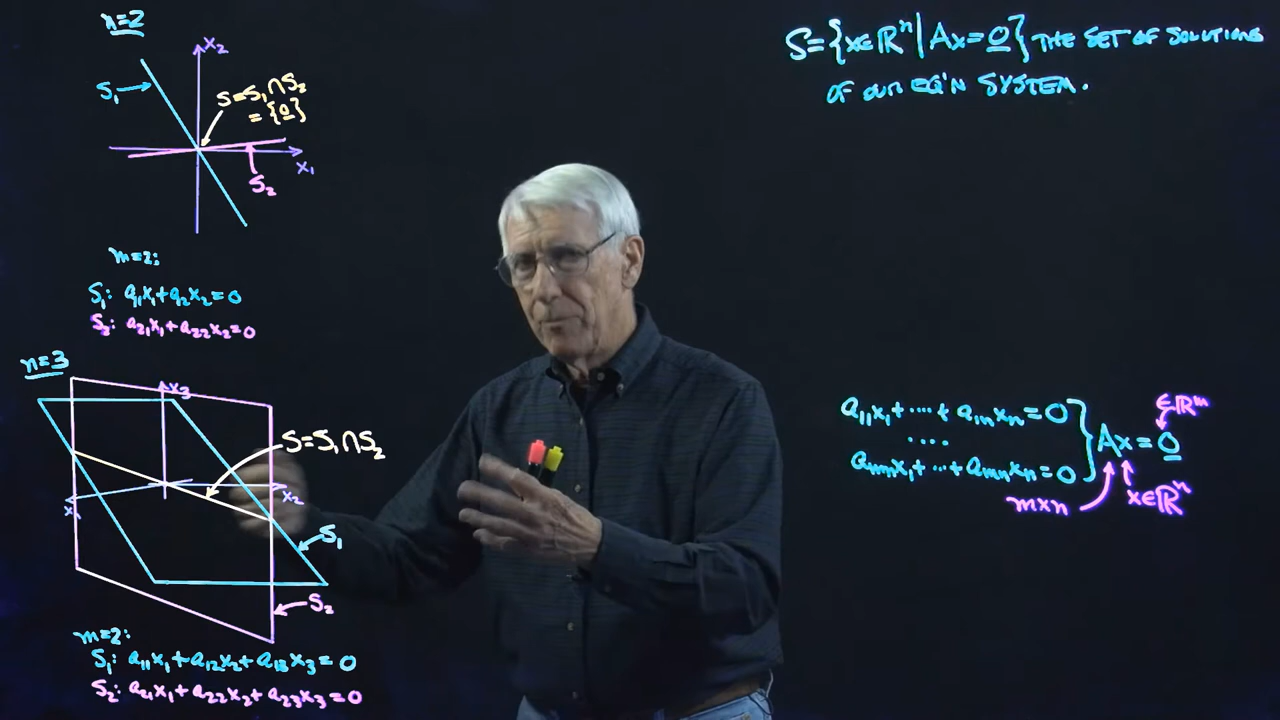 n=2
x₂
S₁
S=S₁∩S₂
={0}
x₁
S₂
m=2:
S₁: a₁₁x₁+a₁₂x₂=0
S₂: a₂₁x₁+a₂₂x₂=0
n=3
x₃
S=S₁∩S₂
x₂
x₁
S₁
S₂
m=2:
S₁: a₁₁x₁+a₁₂x₂+a₁₃x₃=0
S₂: a₂₁x₁+a₂₂x₂+a₂₃x₃=0
S={x∈ℝⁿ|Ax=0} THE SET OF SOLUTIONS
OF OUR EQ'N SYSTEM.
a₁₁x₁+····+a₁ₙxₙ=0
····
aₘ₁x₁+··+aₘₙxₙ=0
Ax=0
∈ℝᵐ
m×n
x∈ℝⁿ